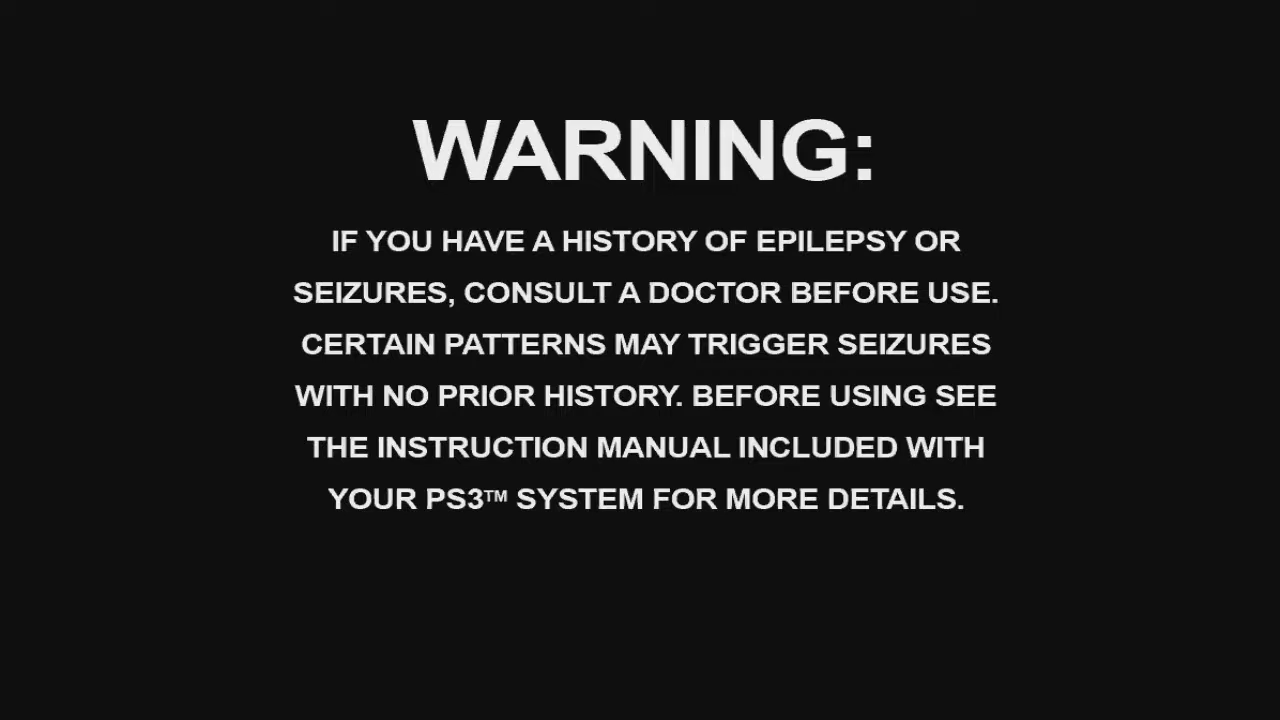 WARNING:
IF YOU HAVE A HISTORY OF EPILEPSY OR
SEIZURES, CONSULT A DOCTOR BEFORE USE.
CERTAIN PATTERNS MAY TRIGGER SEIZURES
WITH NO PRIOR HISTORY. BEFORE USING SEE
THE INSTRUCTION MANUAL INCLUDED WITH
YOUR PS3™ SYSTEM FOR MORE DETAILS.